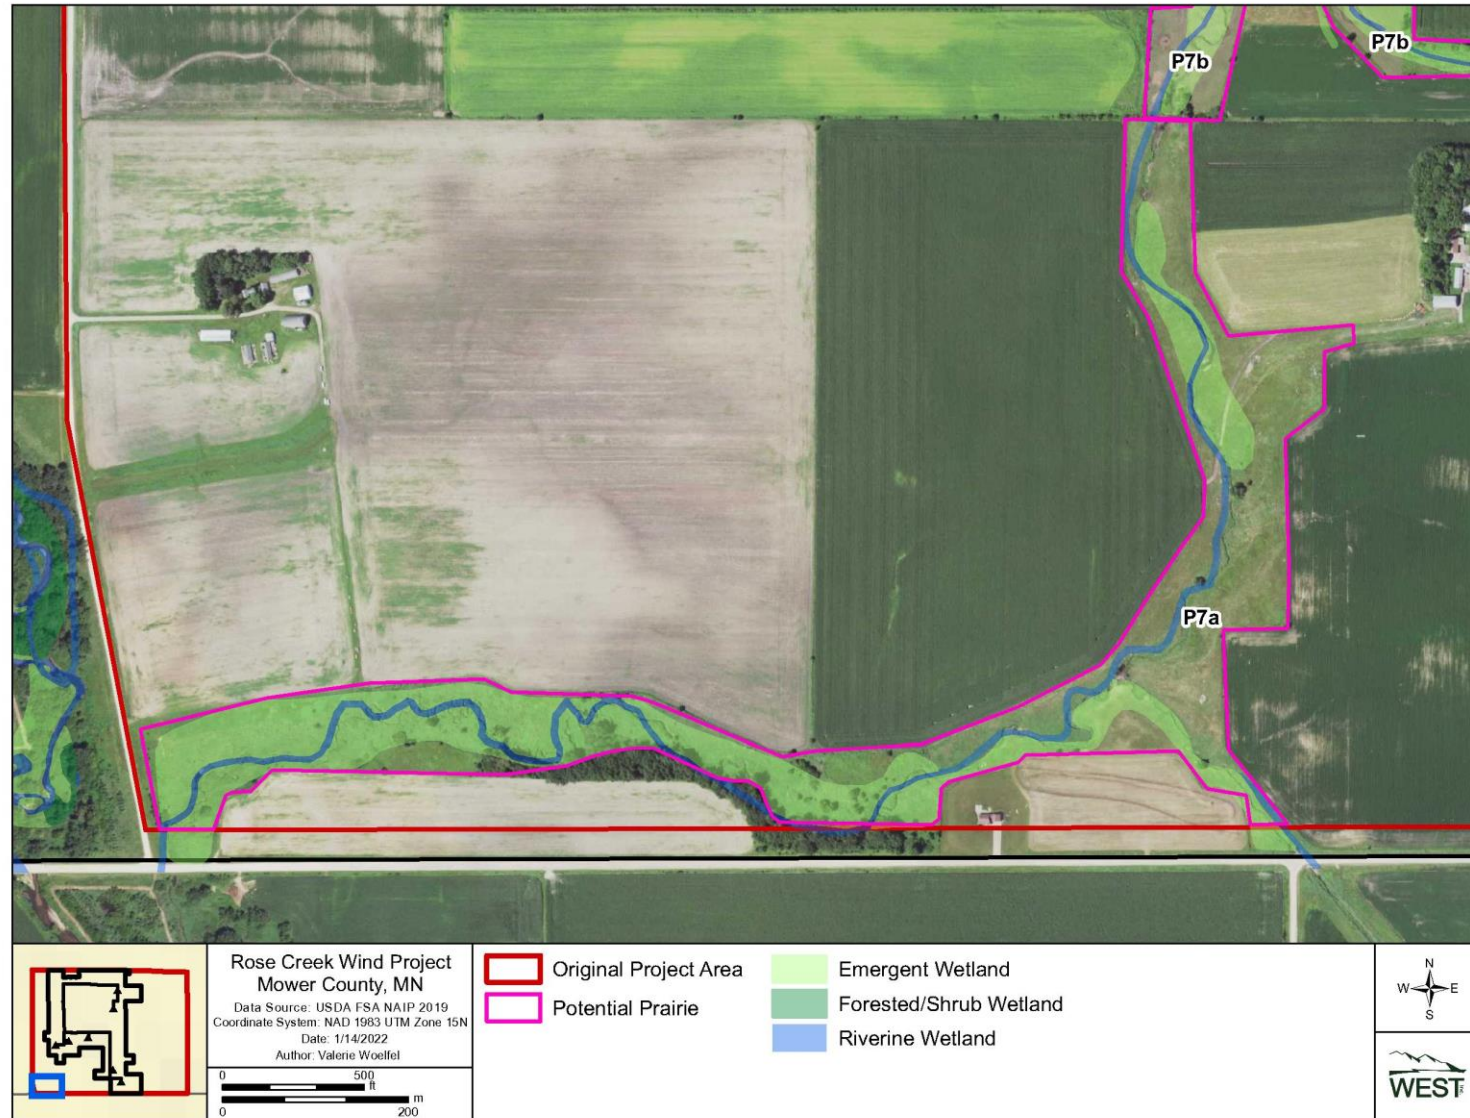 P7b
P7b
P7a
Rose Creek Wind Project
Mower County, MN
Data Source: USDA FSA NAIP 2019
Coordinate System: NAD 1983 UTM Zone 15N
Date: 1/14/2022
Author: Valerie Woelfel
0 500
ft
m
0 200
Original Project Area
Potential Prairie
Emergent Wetland
Forested/Shrub Wetland
Riverine Wetland
N
W E
S
WEST